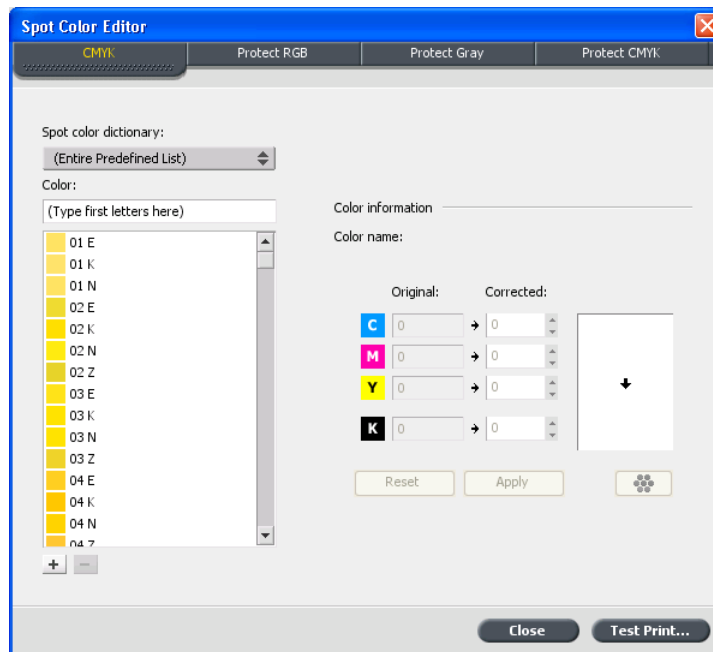 Spot Color Editor
CMYK Protect RGB Protect Gray Protect CMYK
Spot color dictionary:
(Entire Predefined List)
Color:
(Type first letters here)
01 E
01 K
01 N
02 E
02 K
02 N
02 Z
03 E
03 K
03 N
03 Z
04 E
04 K
04 N
04 Z
Color information
Color name:
Original: Corrected:
C 0 0
M 0 0
Y 0 0
K 0 0
Reset Apply
Close Test Print...